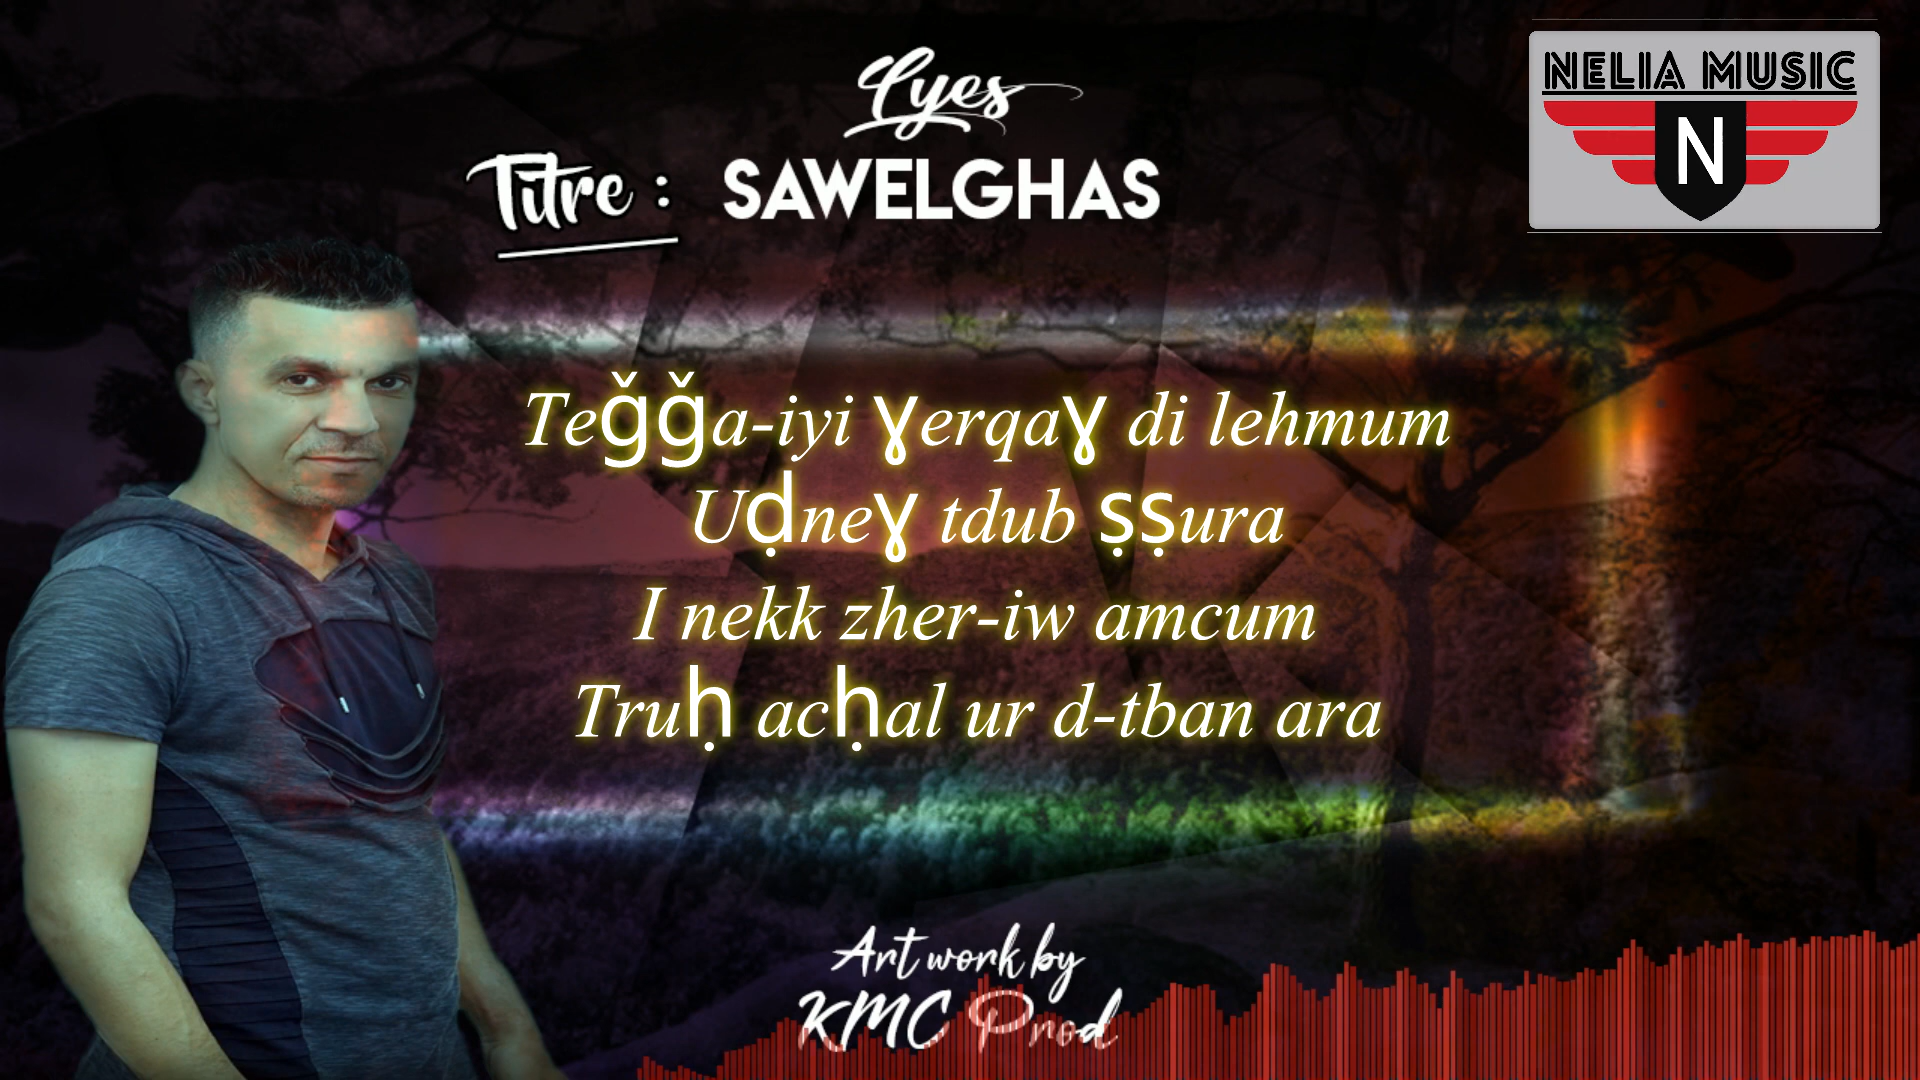 Lyes
Titre : SAWELGHAS
NELIA MUSIC
N
Teǧǧa-iyi ɣerqaɣ di lehmum
Uḍneɣ tdub ṣṣura
I nekk zher-iw amcum
Truḥ acḥal ur d-tban ara
Art work by
KMC Prod